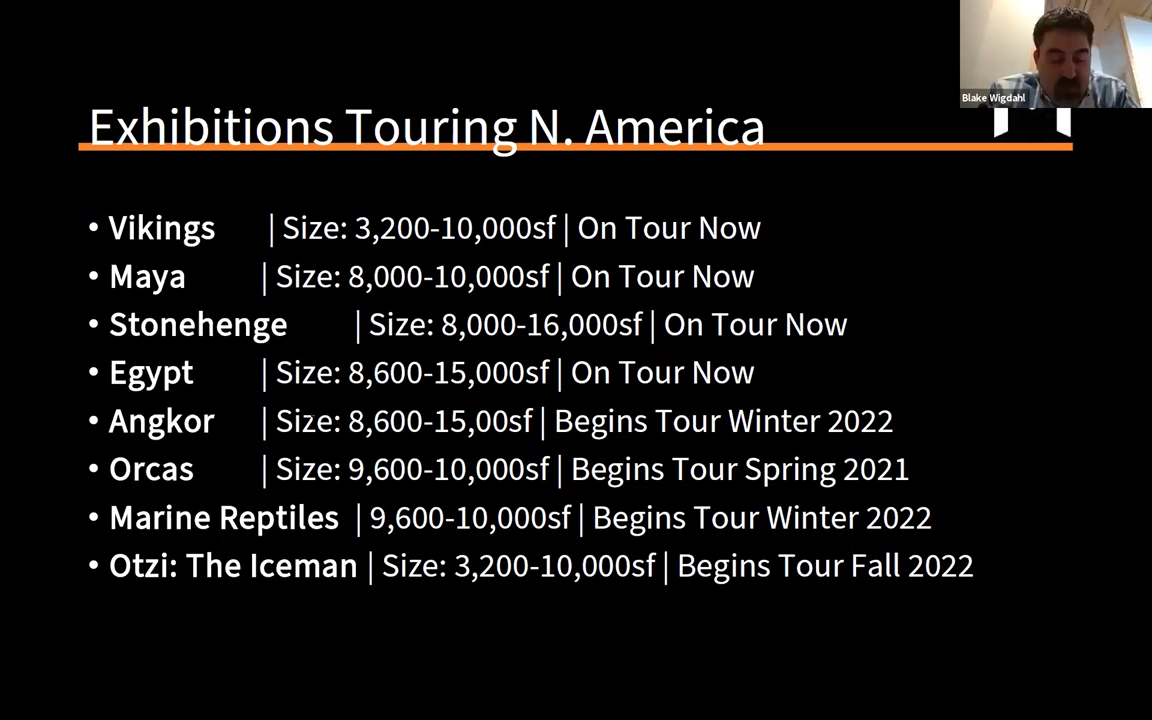 Blake Wigdahl
Exhibitions Touring N. America
• Vikings | Size: 3,200-10,000sf | On Tour Now
• Maya | Size: 8,000-10,000sf | On Tour Now
• Stonehenge | Size: 8,000-16,000sf | On Tour Now
• Egypt | Size: 8,600-15,000sf | On Tour Now
• Angkor | Size: 8,600-15,00sf | Begins Tour Winter 2022
• Orcas | Size: 9,600-10,000sf | Begins Tour Spring 2021
• Marine Reptiles | 9,600-10,000sf | Begins Tour Winter 2022
• Otzi: The Iceman | Size: 3,200-10,000sf | Begins Tour Fall 2022